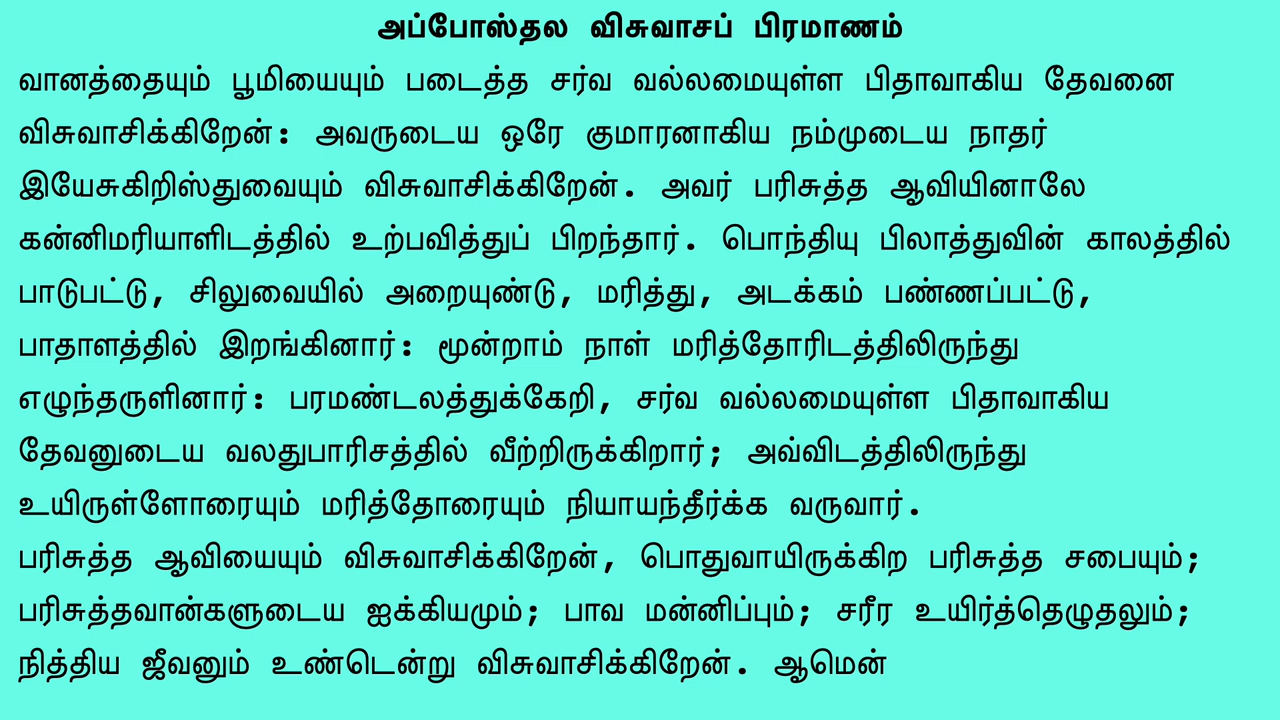 அப்போஸ்தல விசுவாசப் பிரமாணம்
வானத்தையும் பூமியையும் படைத்த சர்வ வல்லமையுள்ள பிதாவாகிய தேவனை
விசுவாசிக்கிறேன்: அவருடைய ஒரே குமாரனாகிய நம்முடைய நாதர்
இயேசுகிறிஸ்துவையும் விசுவாசிக்கிறேன். அவர் பரிசுத்த ஆவியினாலே
கன்னிமரியாளிடத்தில் உற்பவித்துப் பிறந்தார். பொந்தியு பிலாத்துவின் காலத்தில்
பாடுபட்டு, சிலுவையில் அறையுண்டு, மரித்து, அடக்கம் பண்ணப்பட்டு,
பாதாளத்தில் இறங்கினார்: மூன்றாம் நாள் மரித்தோரிடத்திலிருந்து
எழுந்தருளினார்: பரமண்டலத்துக்கேறி, சர்வ வல்லமையுள்ள பிதாவாகிய
தேவனுடைய வலதுபாரிசத்தில் வீற்றிருக்கிறார்; அவ்விடத்திலிருந்து
உயிருள்ளோரையும் மரித்தோரையும் நியாயந்தீர்க்க வருவார்.
பரிசுத்த ஆவியையும் விசுவாசிக்கிறேன், பொதுவாயிருக்கிற பரிசுத்த சபையும்;
பரிசுத்தவான்களுடைய ஐக்கியமும்; பாவ மன்னிப்பும்; சரீர உயிர்த்தெழுதலும்;
நித்திய ஜீவனும் உண்டென்று விசுவாசிக்கிறேன். ஆமென்